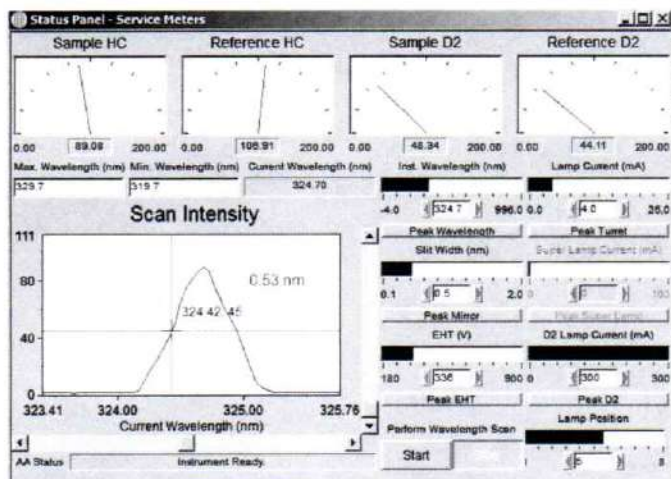 Status Panel - Service Meters
Sample HC
Reference HC
Sample D2
Reference D2
0.00 89.08 200.00
0.00 108.91 200.00
0.00 48.34 200.00
0.00 44.11 200.00
Max. Wavelength (nm)
Min. Wavelength (nm)
Current Wavelength (nm)
329.7
319.7
324.70
Inst. Wavelength (nm)
Lamp Current (mA)
-4.0 324.7 996.0
0.0 4.0 25.0
Peak Wavelength
Peak Turret
Scan Intensity
111
80
40
0
0.53 nm
324.42, 45
323.41 324.00 325.00 325.76
Current Wavelength (nm)
Slit Width (nm)
Super Lamp Current (mA)
0.1 0.5 2.0
0 0
Peak Mirror
Peak Super Lamp
EHT (V)
D2 Lamp Current (mA)
180 336 900
0 300 300
Peak EHT
Peak D2
Perform Wavelength Scan
Lamp Position
Start
1 5 8
AA Status
Instrument Ready.